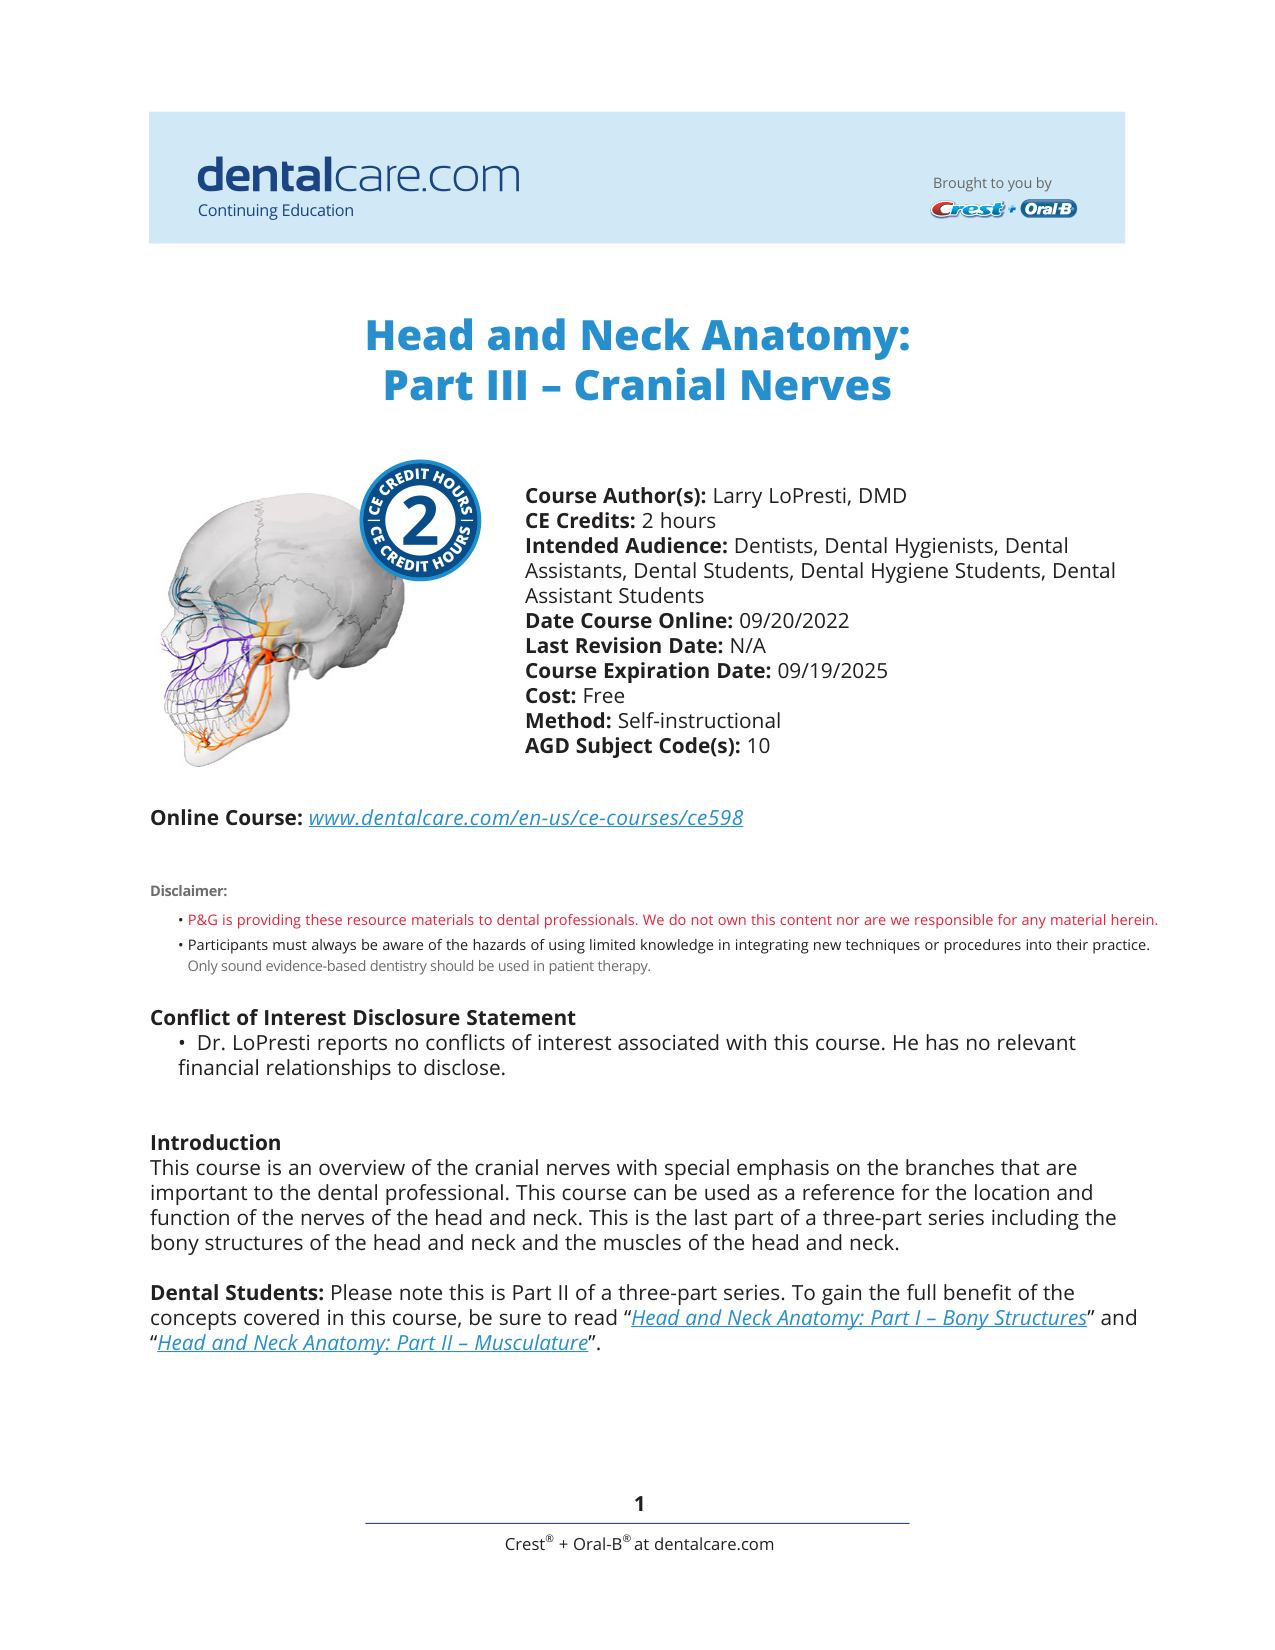 dentalcare.com
Continuing Education
Brought to you by
Crest + Oral-B
Head and Neck Anatomy:
Part III – Cranial Nerves
CE CREDIT HOURS
2
CE CREDIT HOURS
Course Author(s): Larry LoPresti, DMD
CE Credits: 2 hours
Intended Audience: Dentists, Dental Hygienists, Dental
Assistants, Dental Students, Dental Hygiene Students, Dental
Assistant Students
Date Course Online: 09/20/2022
Last Revision Date: N/A
Course Expiration Date: 09/19/2025
Cost: Free
Method: Self-instructional
AGD Subject Code(s): 10
Online Course: www.dentalcare.com/en-us/ce-courses/ce598
Disclaimer:
• P&G is providing these resource materials to dental professionals. We do not own this content nor are we responsible for any material herein.
• Participants must always be aware of the hazards of using limited knowledge in integrating new techniques or procedures into their practice.
Only sound evidence-based dentistry should be used in patient therapy.
Conflict of Interest Disclosure Statement
• Dr. LoPresti reports no conflicts of interest associated with this course. He has no relevant
financial relationships to disclose.
Introduction
This course is an overview of the cranial nerves with special emphasis on the branches that are
important to the dental professional. This course can be used as a reference for the location and
function of the nerves of the head and neck. This is the last part of a three-part series including the
bony structures of the head and neck and the muscles of the head and neck.
Dental Students: Please note this is Part II of a three-part series. To gain the full benefit of the
concepts covered in this course, be sure to read “Head and Neck Anatomy: Part I – Bony Structures” and
“Head and Neck Anatomy: Part II – Musculature”.
1
Crest® + Oral-B® at dentalcare.com